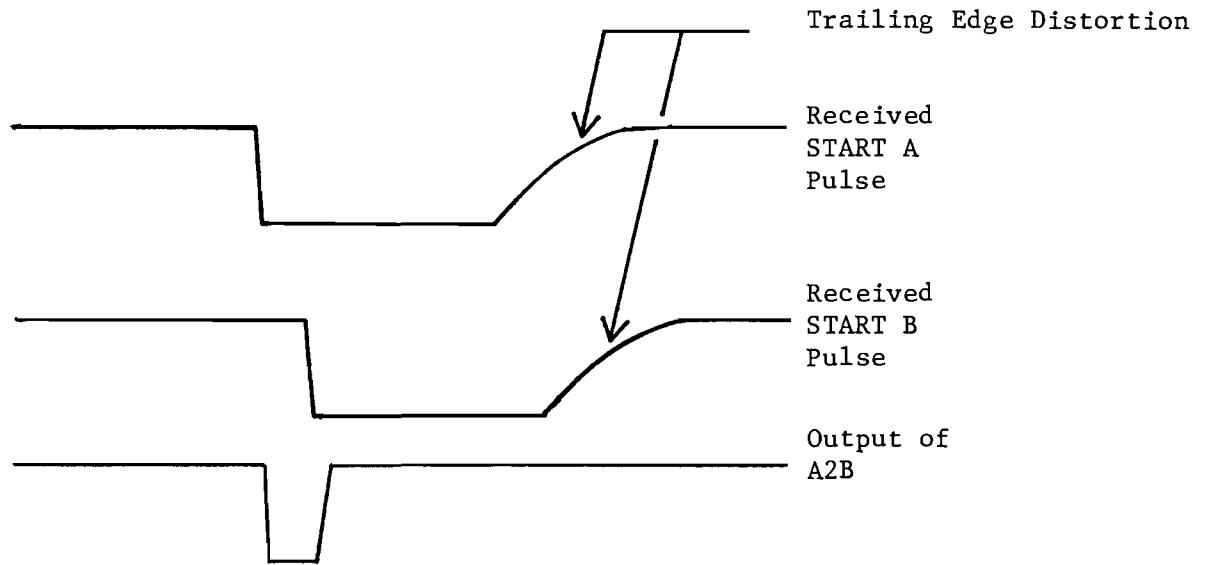 Trailing Edge Distortion
Received
START A
Pulse
Received
START B
Pulse
Output of
A2B